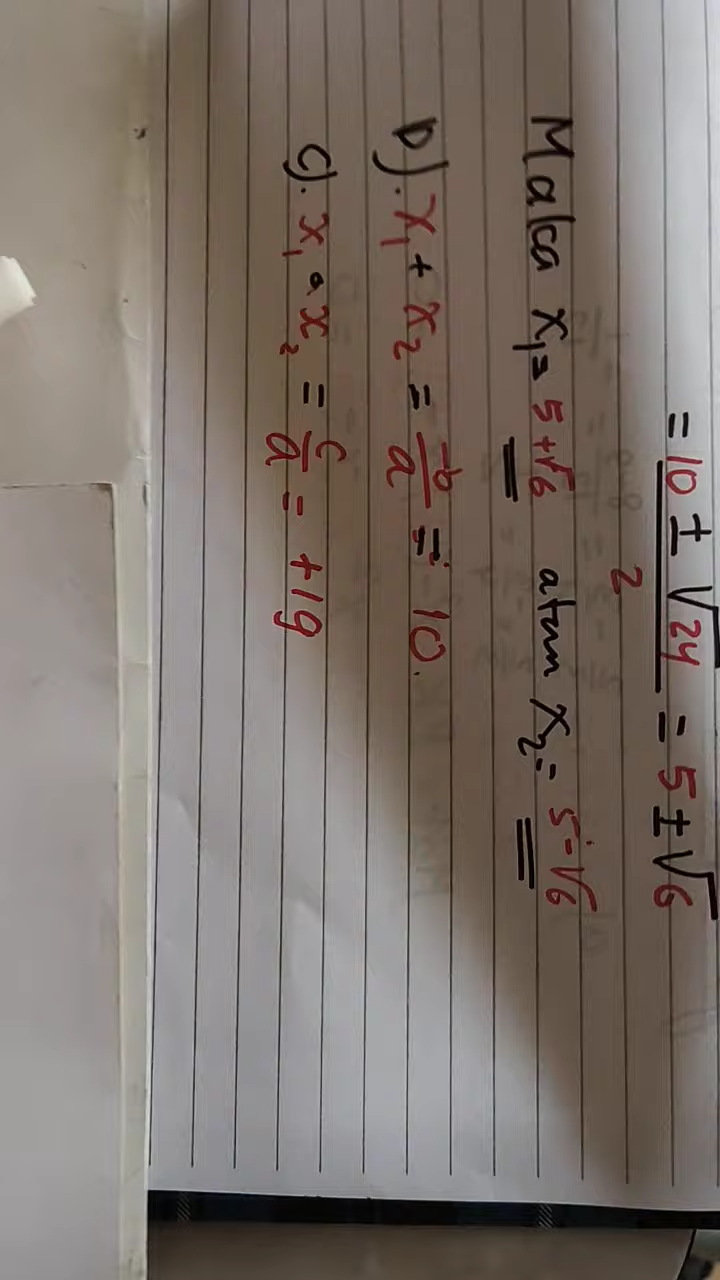 = 10 ± √24 / 2 = 5 ± √6
Maka x₁ = 5+√6 atau x₂ = 5-√6
b). x₁ + x₂ = -b/a = 10.
c). x₁ • x₂ = c/a = +19